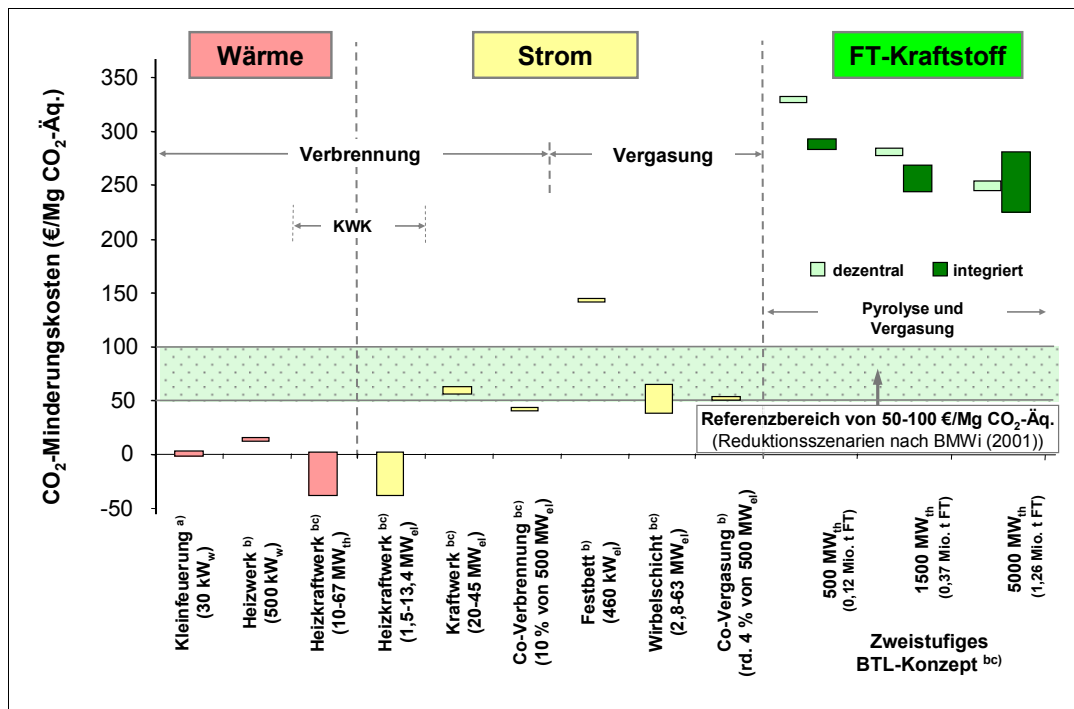 Wärme
Strom
FT-Kraftstoff
CO₂-Minderungskosten (€/Mg CO₂-Äq.)
350
300
250
200
150
100
50
0
-50
Verbrennung
Vergasung
KWK
dezentral
integriert
Pyrolyse und
Vergasung
Referenzbereich von 50-100 €/Mg CO₂-Äq.
(Reduktionsszenarien nach BMWi (2001))
Kleinfeuerung a)
(30 kWw)
Heizwerk b)
(500 kWw)
Heizkraftwerk bc)
(10-67 MWth)
Heizkraftwerk bc)
(1,5-13,4 MWel)
Kraftwerk bc)
(20-45 MWel)
Co-Verbrennung bc)
(10 % von 500 MWel)
Festbett b)
(460 kWel)
Wirbelschicht bc)
(2,8-63 MWel)
Co-Vergasung b)
(rd. 4 % von 500 MWel)
500 MWth
(0,12 Mio. t FT)
1500 MWth
(0,37 Mio. t FT)
5000 MWth
(1,26 Mio. t FT)
Zweistufiges
BTL-Konzept bc)